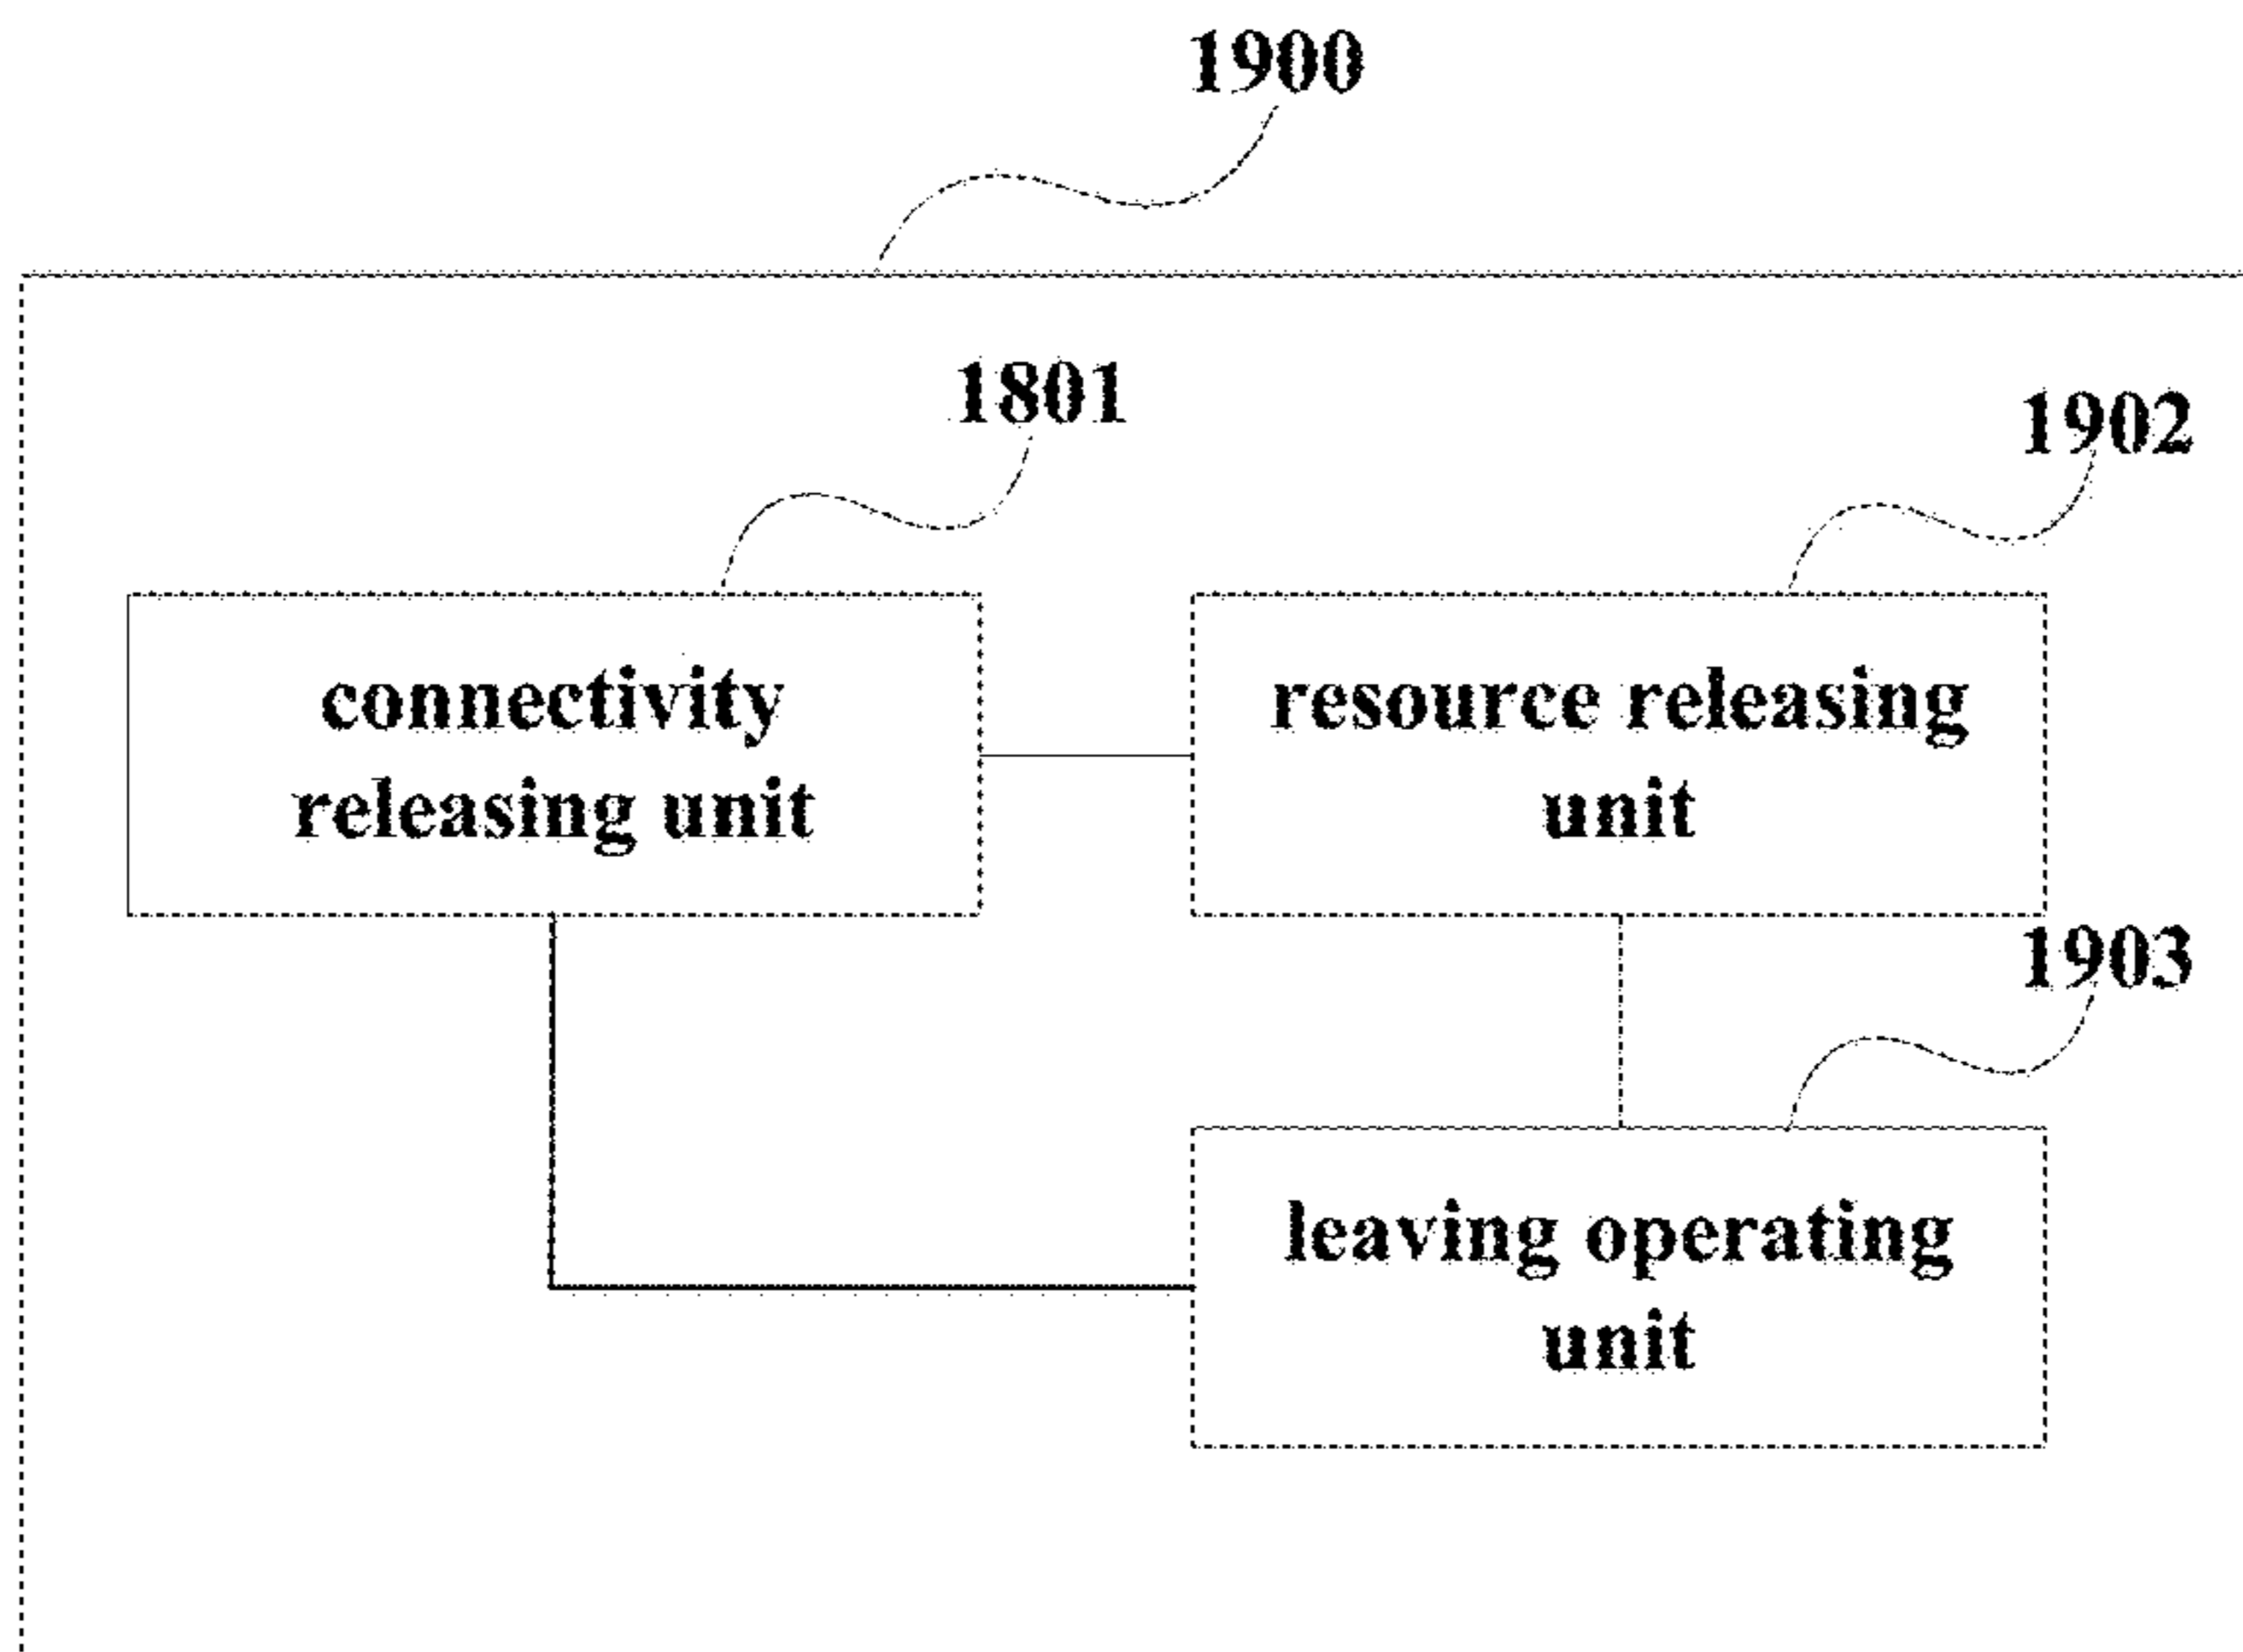 1900
1801
1902
connectivity
releasing unit
resource releasing
unit
1903
leaving operating
unit